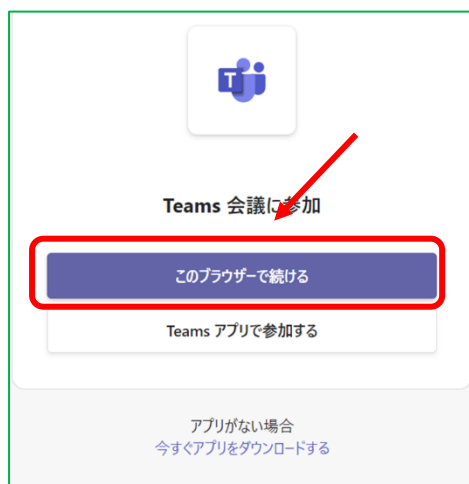 T
Teams 会議に参加
このブラウザーで続ける
Teams アプリで参加する
アプリがない場合
今すぐアプリをダウンロードする